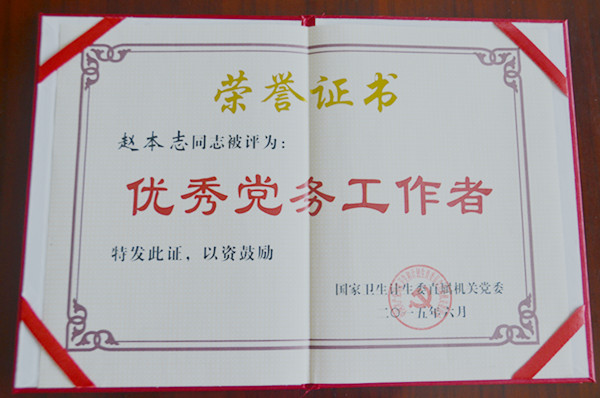 荣誉证书
赵本志同志被评为：
优秀党务工作者
特发此证，以资鼓励
国家卫生计生委直属机关党委
二〇一五年六月